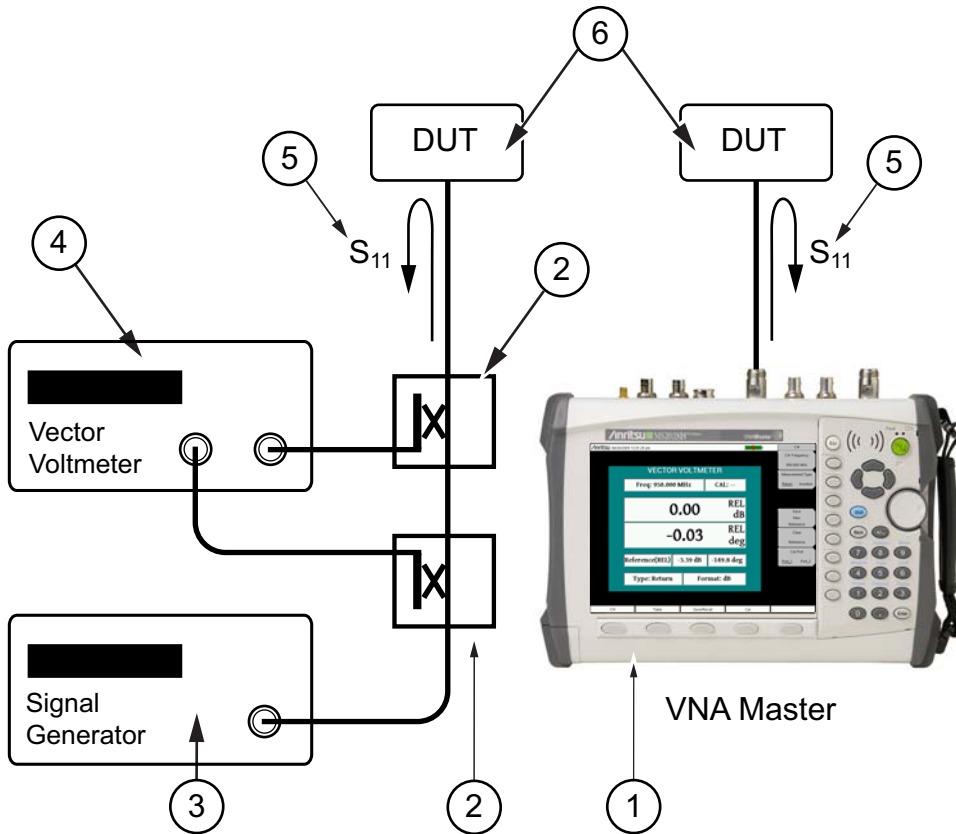 6
DUT
DUT
5
5
S11
S11
4
2
Vector
Voltmeter
Anritsu MS2028B
VECTOR VOLTMETER
Freq: 950.000 MHz
CAL: --
0.00
REL
dB
-0.03
REL
deg
Reference(REL)
-3.39 dB
-149.8 deg
Type: Return
Format: dB
Signal
Generator
VNA Master
3
2
1